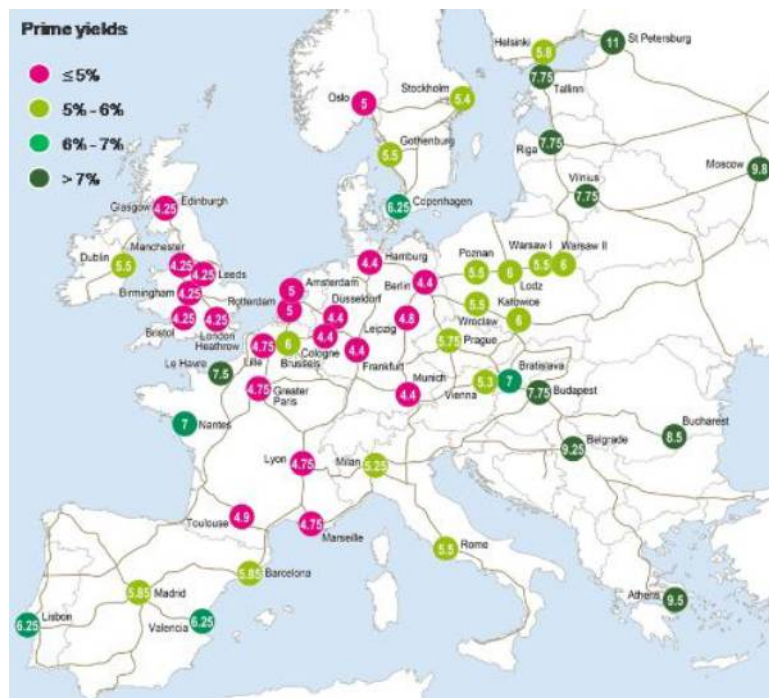 Prime yields
≤5%
5% - 6%
6% - 7%
> 7%
Helsinki
5.8
11
St Petersburg
7.75
Tallinn
Oslo
5
Stockholm
5.4
Gothenburg
5.5
Riga
7.75
Moscow
9.8
Vilnius
7.75
Copenhagen
6.25
Glasgow
4.25
Edinburgh
Dublin
5.5
Manchester
4.25
4.25
Leeds
Birmingham
4.25
Bristol
4.25
4.25
London
Heathrow
Amsterdam
5
Rotterdam
5
Hamburg
4.4
Berlin
4.4
Düsseldorf
4.4
Cologne
4.4
Leipzig
4.8
Frankfurt
4.4
Munich
4.4
Poznan
5.5
Warsaw I
5.5
Warsaw II
6
6
Lodz
Wroclaw
5.5
Katowice
6
Prague
5.75
Lille
4.75
6
Brussels
Le Havre
7.5
4.75
Greater
Paris
Nantes
7
Vienna
5.3
Bratislava
7
7.75
Budapest
Bucharest
8.5
Belgrade
9.25
Lyon
4.75
Milan
5.25
Toulouse
4.9
4.75
Marseille
Rome
5.5
Barcelona
5.85
Madrid
5.85
Lisbon
6.25
Valencia
6.25
Athens
9.5